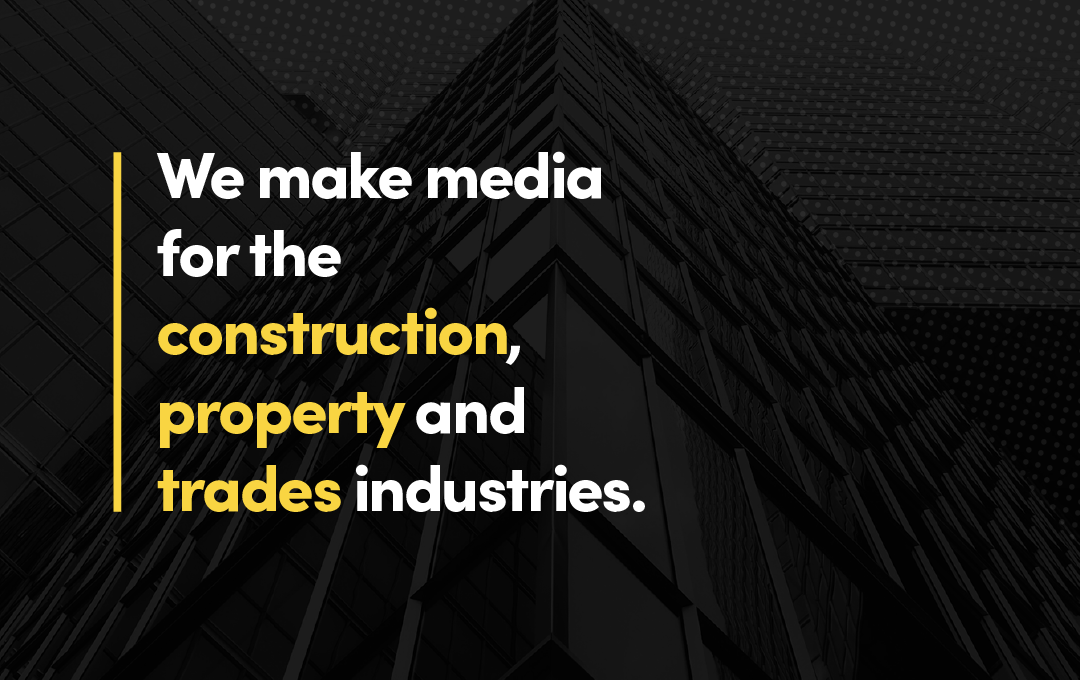 We make media
for the
construction,
property and
trades industries.